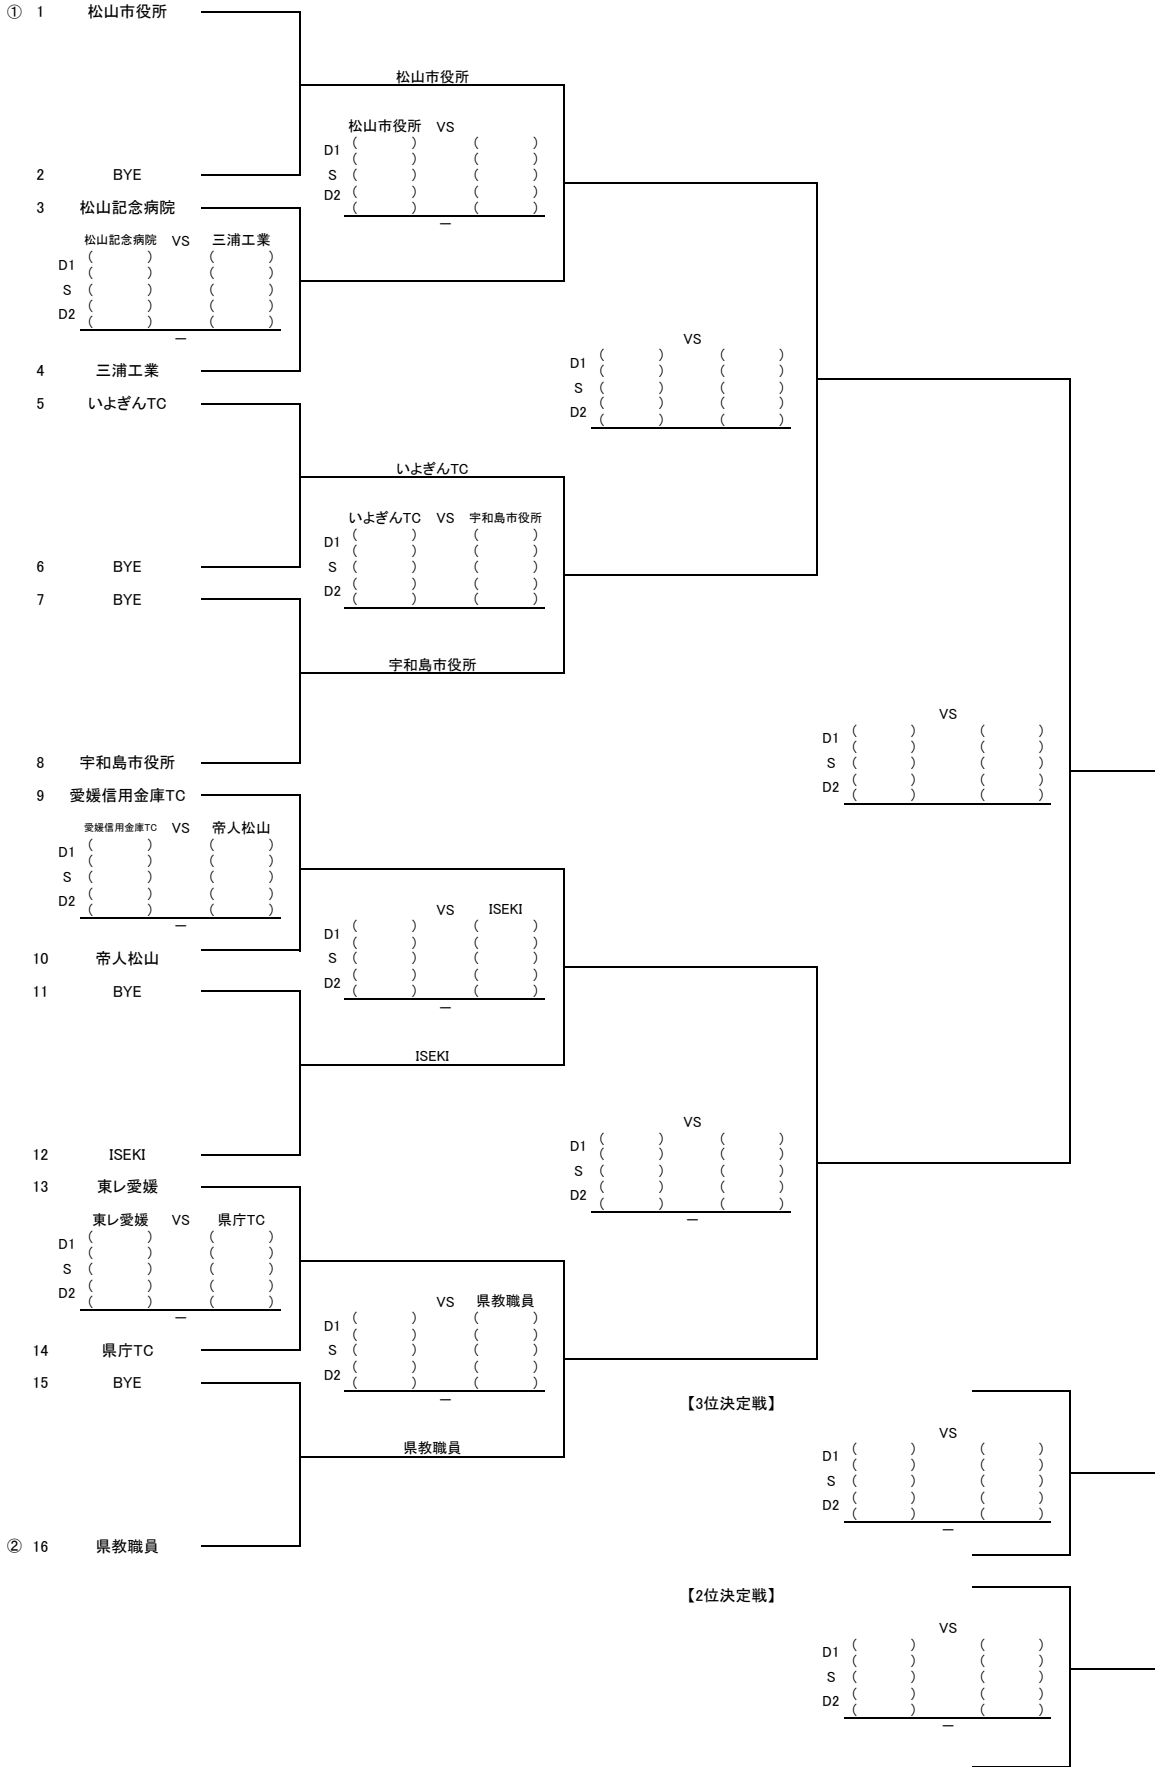 ① 1 松山市役所
松山市役所
松山市役所 VS
D1 ( ) ( )
( ) ( )
S ( ) ( )
D2 ( ) ( )
( ) ( )
ー
2 BYE
3 松山記念病院
松山記念病院 VS 三浦工業
D1 ( ) ( )
( ) ( )
S ( ) ( )
D2 ( ) ( )
( ) ( )
ー
4 三浦工業
VS
D1 ( ) ( )
( ) ( )
S ( ) ( )
D2 ( ) ( )
( ) ( )
5 いよぎんTC
いよぎんTC
いよぎんTC VS 宇和島市役所
D1 ( ) ( )
( ) ( )
S ( ) ( )
D2 ( ) ( )
( ) ( )
6 BYE
7 BYE
宇和島市役所
8 宇和島市役所
VS
D1 ( ) ( )
( ) ( )
S ( ) ( )
D2 ( ) ( )
( ) ( )
9 愛媛信用金庫TC
愛媛信用金庫TC VS 帝人松山
D1 ( ) ( )
( ) ( )
S ( ) ( )
D2 ( ) ( )
( ) ( )
ー
10 帝人松山
VS ISEKI
D1 ( ) ( )
( ) ( )
S ( ) ( )
D2 ( ) ( )
( ) ( )
ー
11 BYE
ISEKI
12 ISEKI
VS
D1 ( ) ( )
( ) ( )
S ( ) ( )
D2 ( ) ( )
( ) ( )
ー
13 東レ愛媛
東レ愛媛 VS 県庁TC
D1 ( ) ( )
( ) ( )
S ( ) ( )
D2 ( ) ( )
( ) ( )
ー
14 県庁TC
VS 県教職員
D1 ( ) ( )
( ) ( )
S ( ) ( )
D2 ( ) ( )
( ) ( )
ー
15 BYE
県教職員
② 16 県教職員
【3位決定戦】
VS
D1 ( ) ( )
( ) ( )
S ( ) ( )
D2 ( ) ( )
( ) ( )
ー
【2位決定戦】
VS
D1 ( ) ( )
( ) ( )
S ( ) ( )
D2 ( ) ( )
( ) ( )
ー